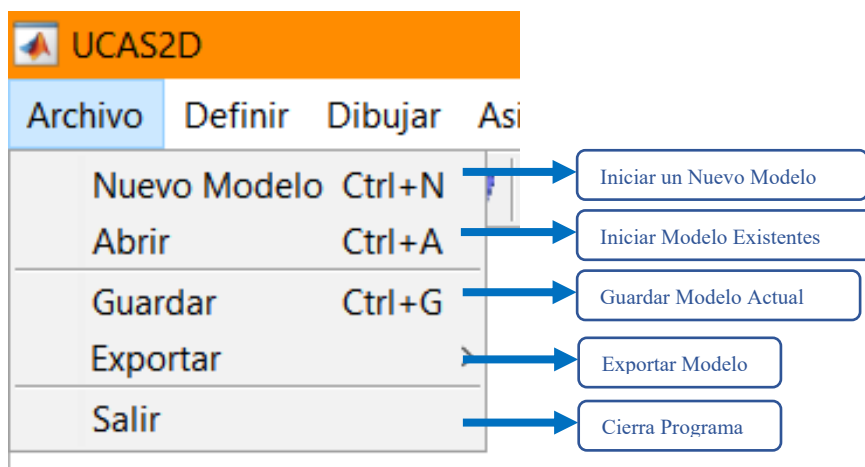 UCAS2D
Archivo Definir Dibujar Asi
Nuevo Modelo Ctrl+N Iniciar un Nuevo Modelo
Abrir Ctrl+A Iniciar Modelo Existentes
Guardar Ctrl+G Guardar Modelo Actual
Exportar > Exportar Modelo
Salir Cierra Programa